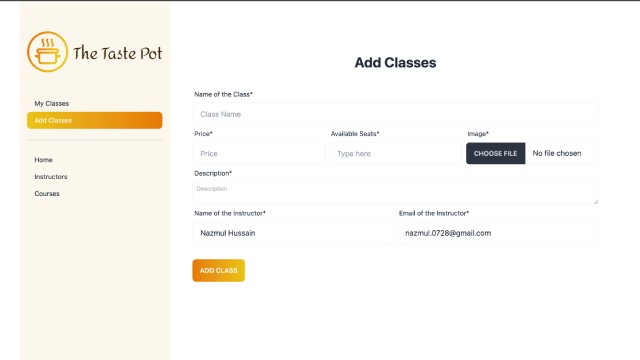 The Taste Pot
My Classes
Add Classes
Home
Instructors
Courses
Add Classes
Name of the Class*
Class Name
Price*
Available Seats*
Image*
Price
Type here
CHOOSE FILE
No file chosen
Description*
Description
Name of the Instructor*
Email of the Instructor*
Nazmul Hussain
nazmul.0728@gmail.com
ADD CLASS